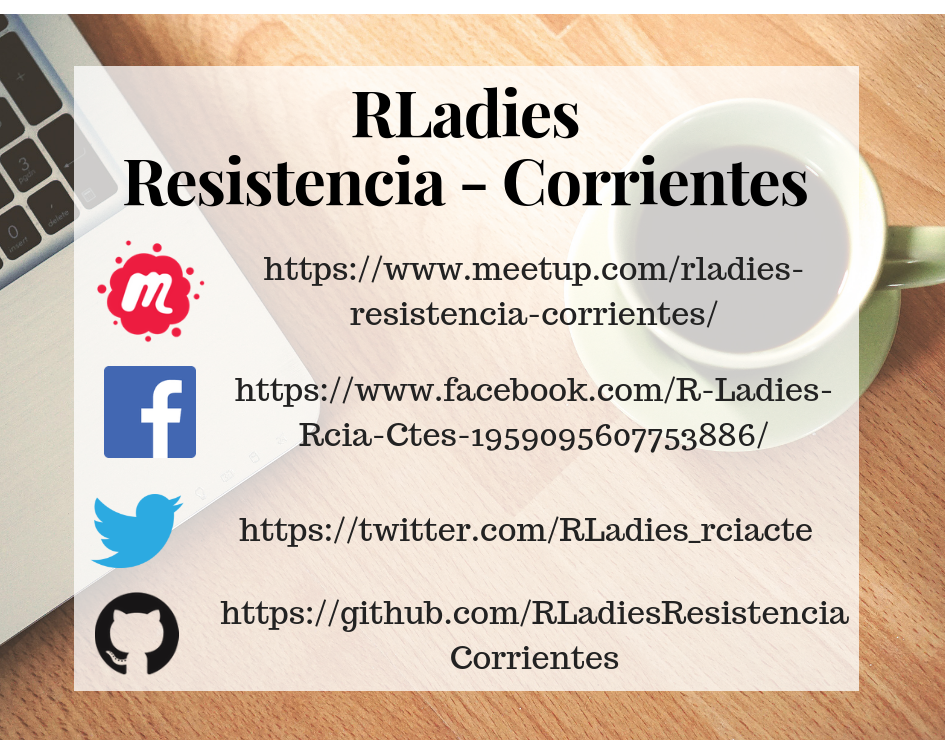 RLadies
Resistencia - Corrientes
https://www.meetup.com/rladies-
resistencia-corrientes/
https://www.facebook.com/R-Ladies-
Rcia-Ctes-1959095607753886/
https://twitter.com/RLadies_rciacte
https://github.com/RLadiesResistencia
Corrientes